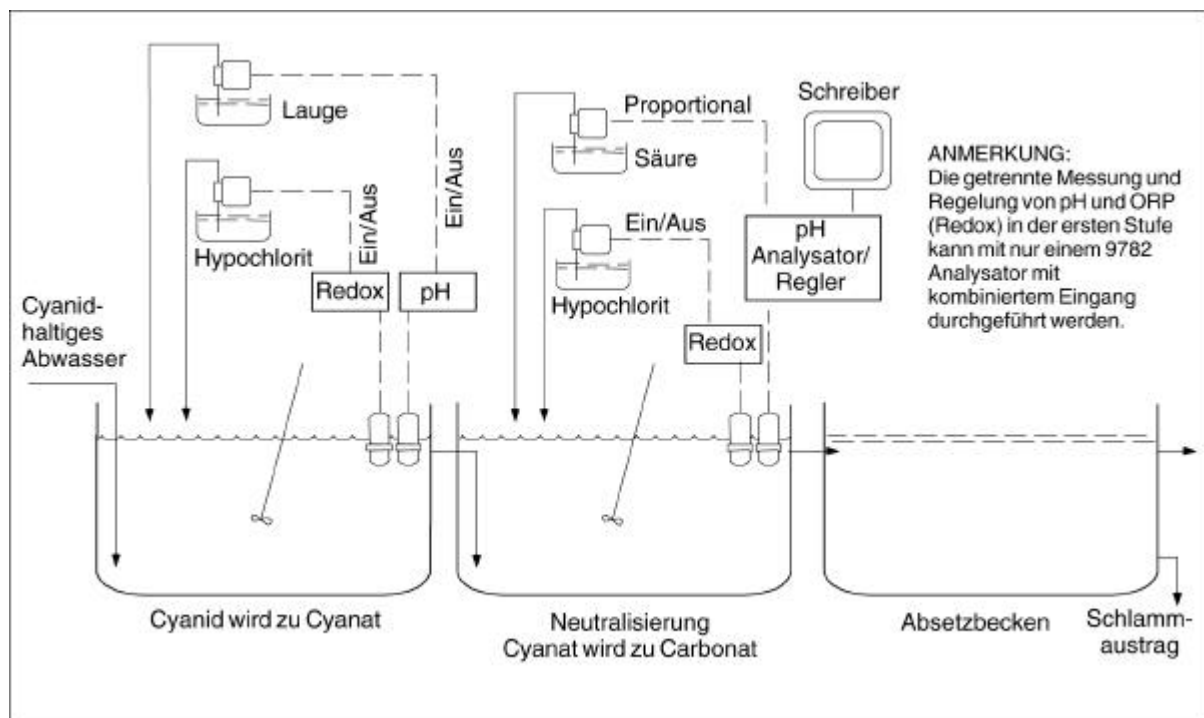 Lauge
Ein/Aus
Hypochlorit
Ein/Aus
Redox
pH
Cyanid-
haltiges
Abwasser
Cyanid wird zu Cyanat
Proportional
Säure
Ein/Aus
Hypochlorit
Redox
Schreiber
pH
Analysator/
Regler
ANMERKUNG:
Die getrennte Messung und
Regelung von pH und ORP
(Redox) in der ersten Stufe
kann mit nur einem 9782
Analysator mit
kombiniertem Eingang
durchgeführt werden.
Neutralisierung
Cyanat wird zu Carbonat
Absetzbecken
Schlamm-
austrag